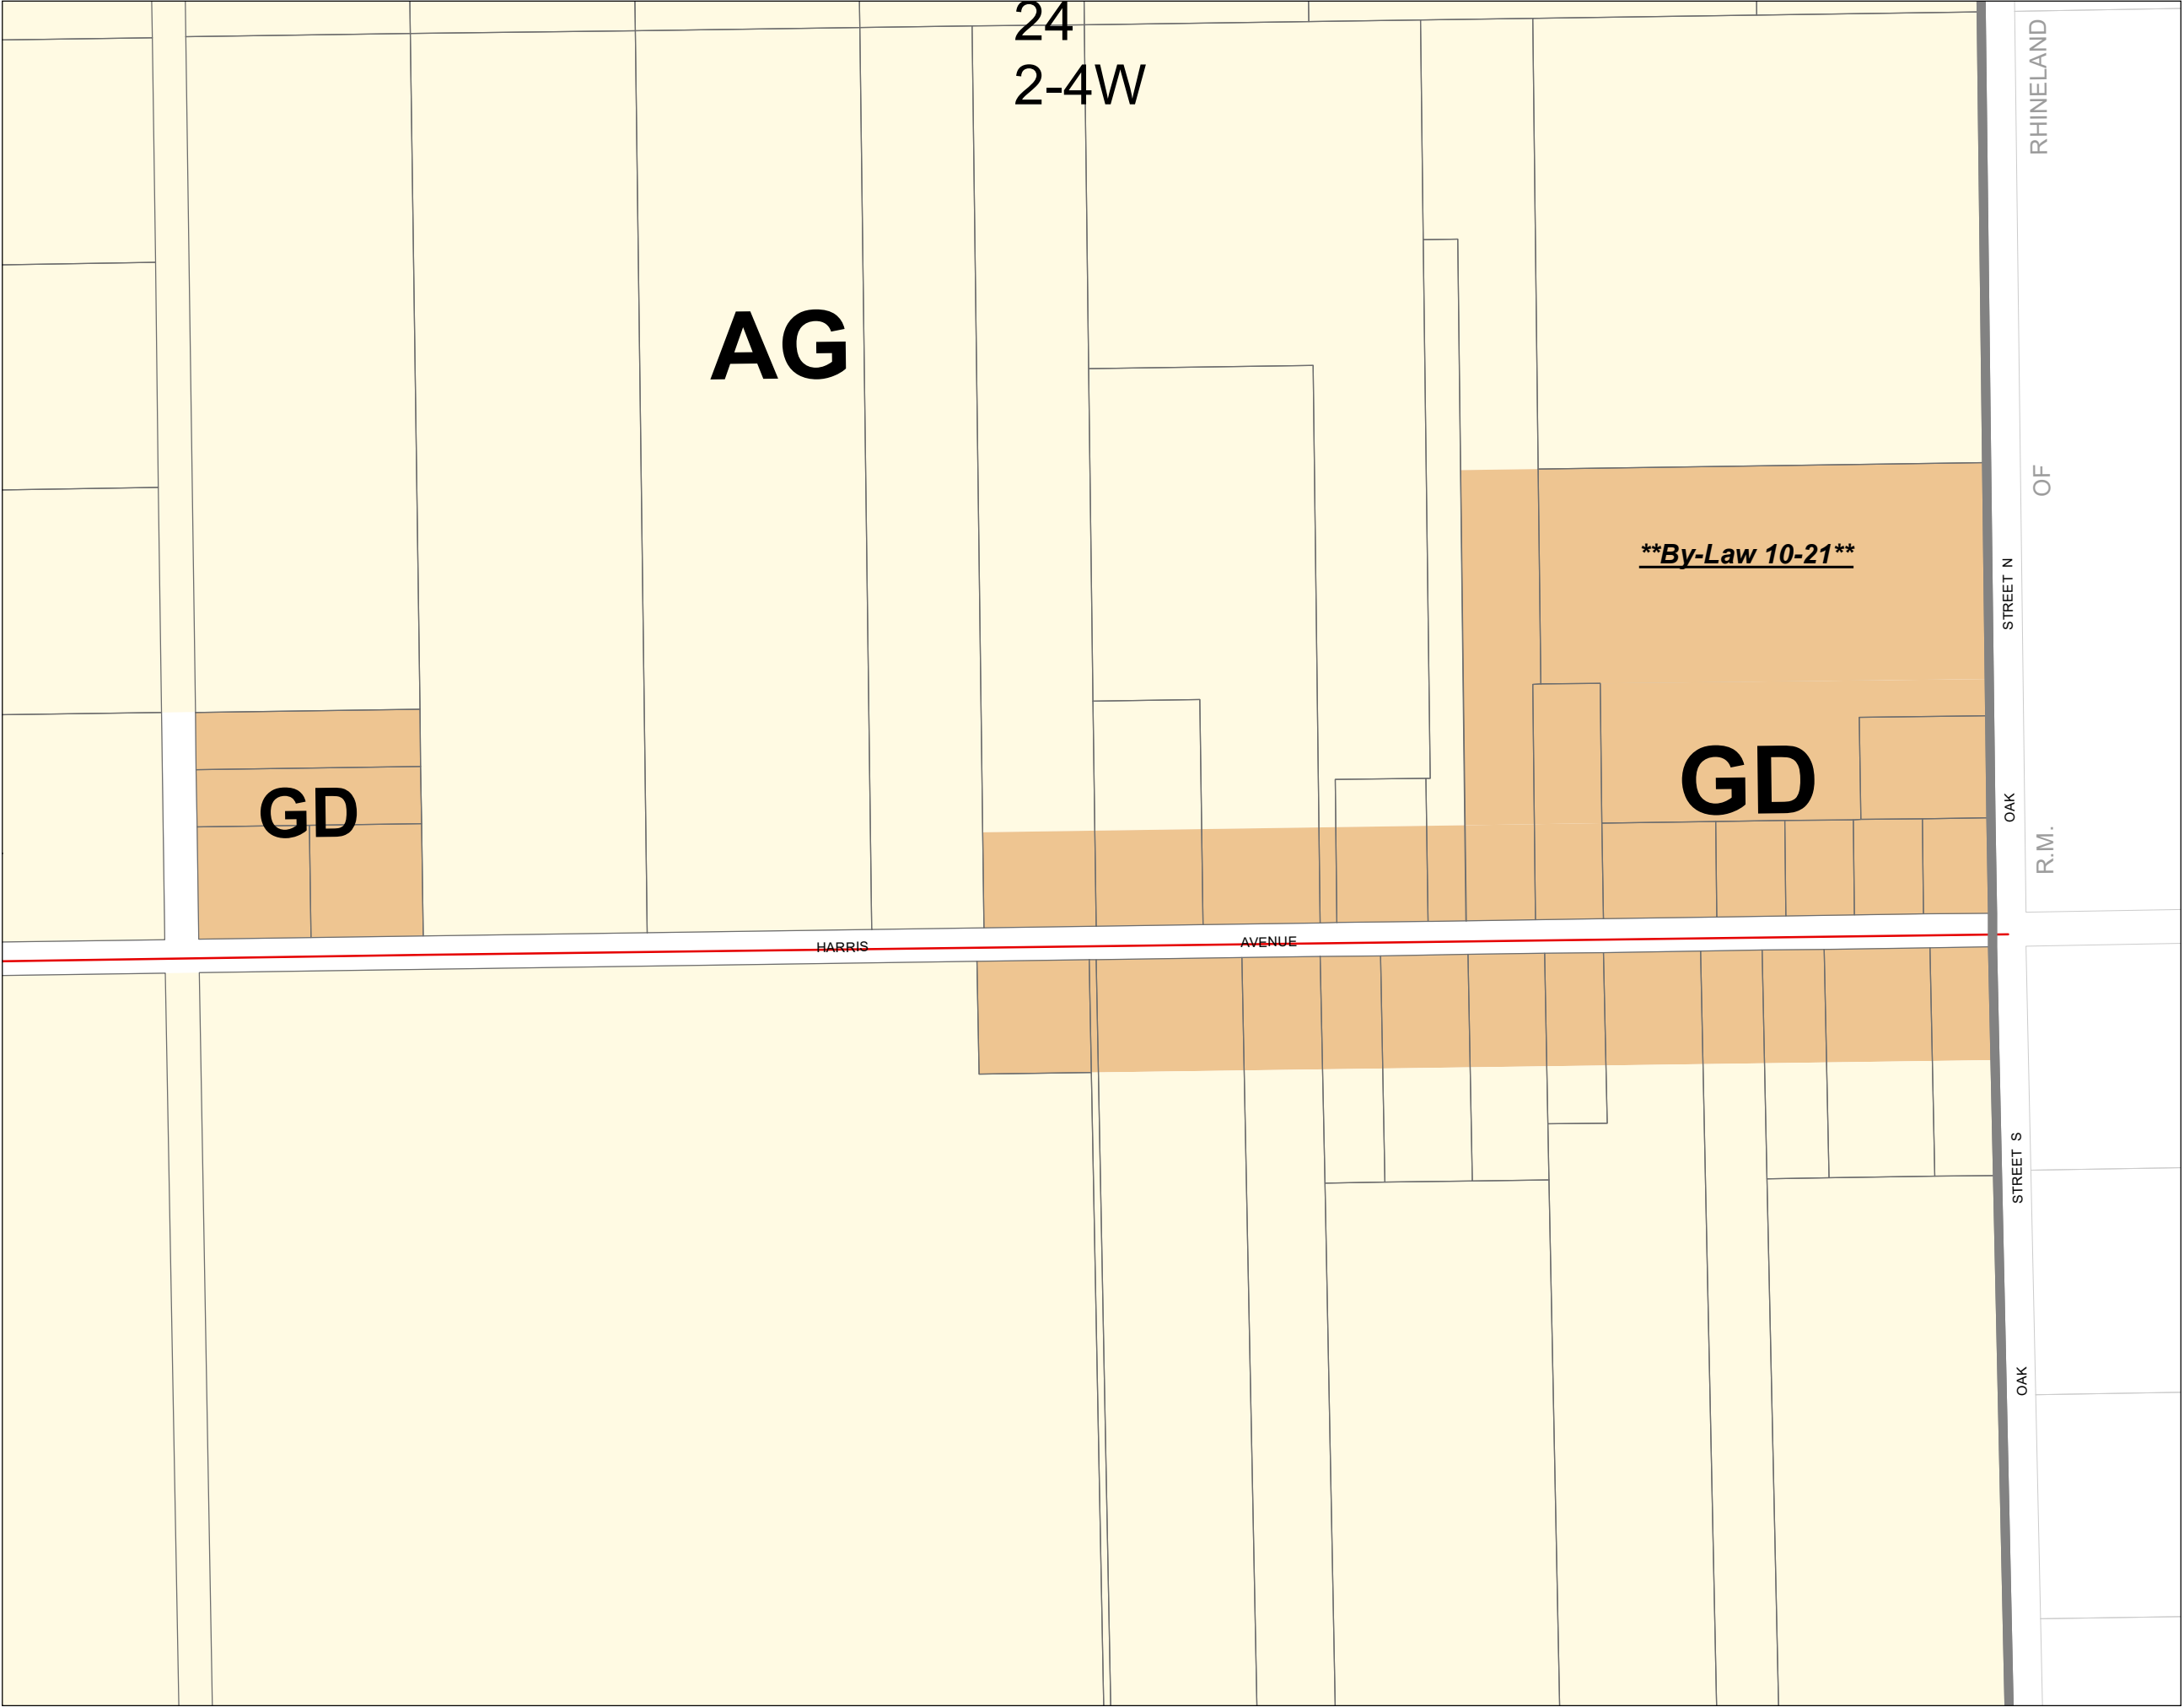 24
2-4W
RHINELAND
AG
OF
**By-Law 10-21**
STREET N
GD
OAK
GD
R.M.
HARRIS
AVENUE
STREET S
OAK